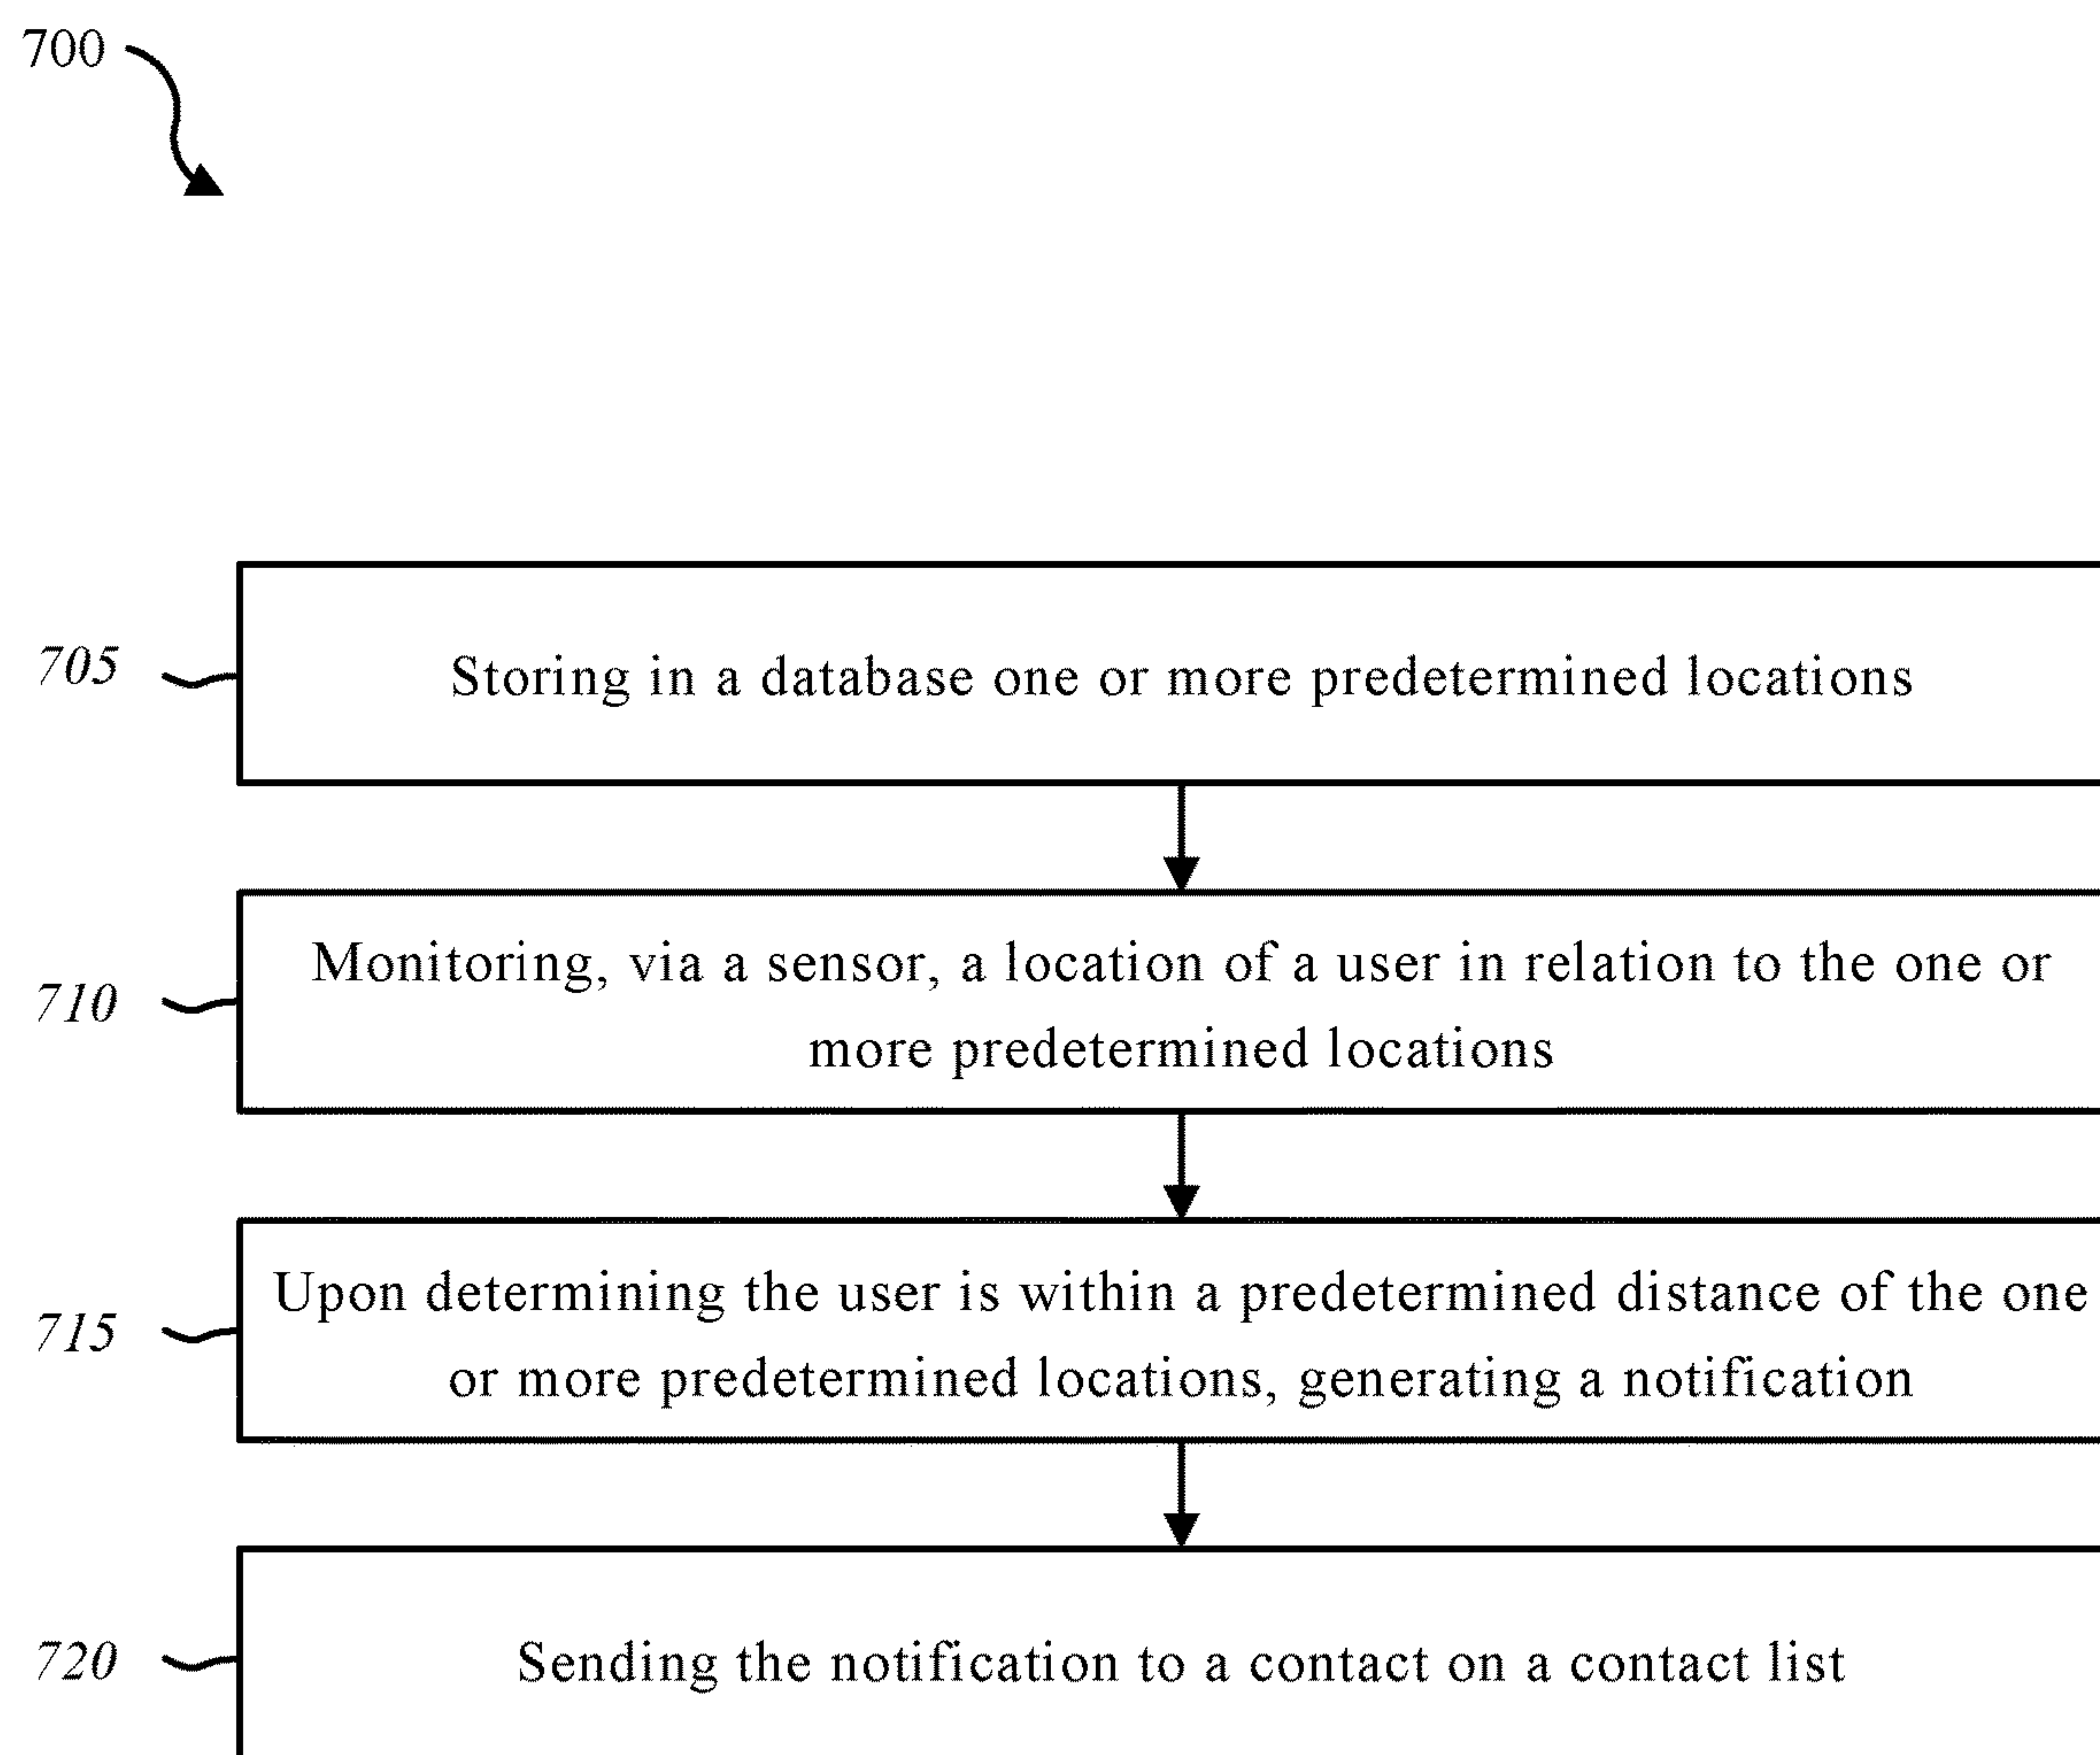 700
705
Storing in a database one or more predetermined locations
710
Monitoring, via a sensor, a location of a user in relation to the one or
more predetermined locations
715
Upon determining the user is within a predetermined distance of the one
or more predetermined locations, generating a notification
720
Sending the notification to a contact on a contact list